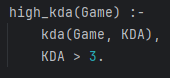 high_kda(Game) :-
    kda(Game, KDA),
    KDA > 3.